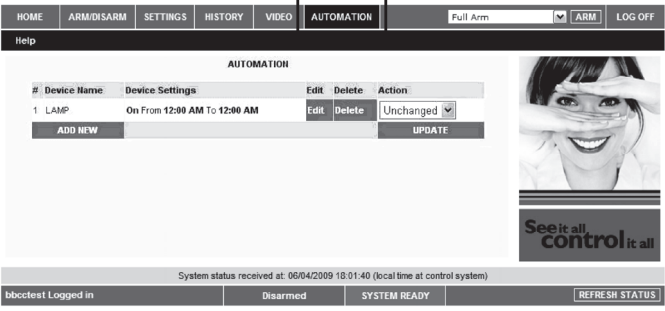 HOME ARM/DISARM SETTINGS HISTORY VIDEO AUTOMATION Full Arm ARM LOG OFF
Help
AUTOMATION
# Device Name Device Settings Edit Delete Action
1 LAMP On From 12:00 AM To 12:00 AM Edit Delete Unchanged
ADD NEW UPDATE
See it all
control it all
System status received at: 06/04/2009 18:01:40 (local time at control system)
bbcctest Logged in Disarmed SYSTEM READY REFRESH STATUS